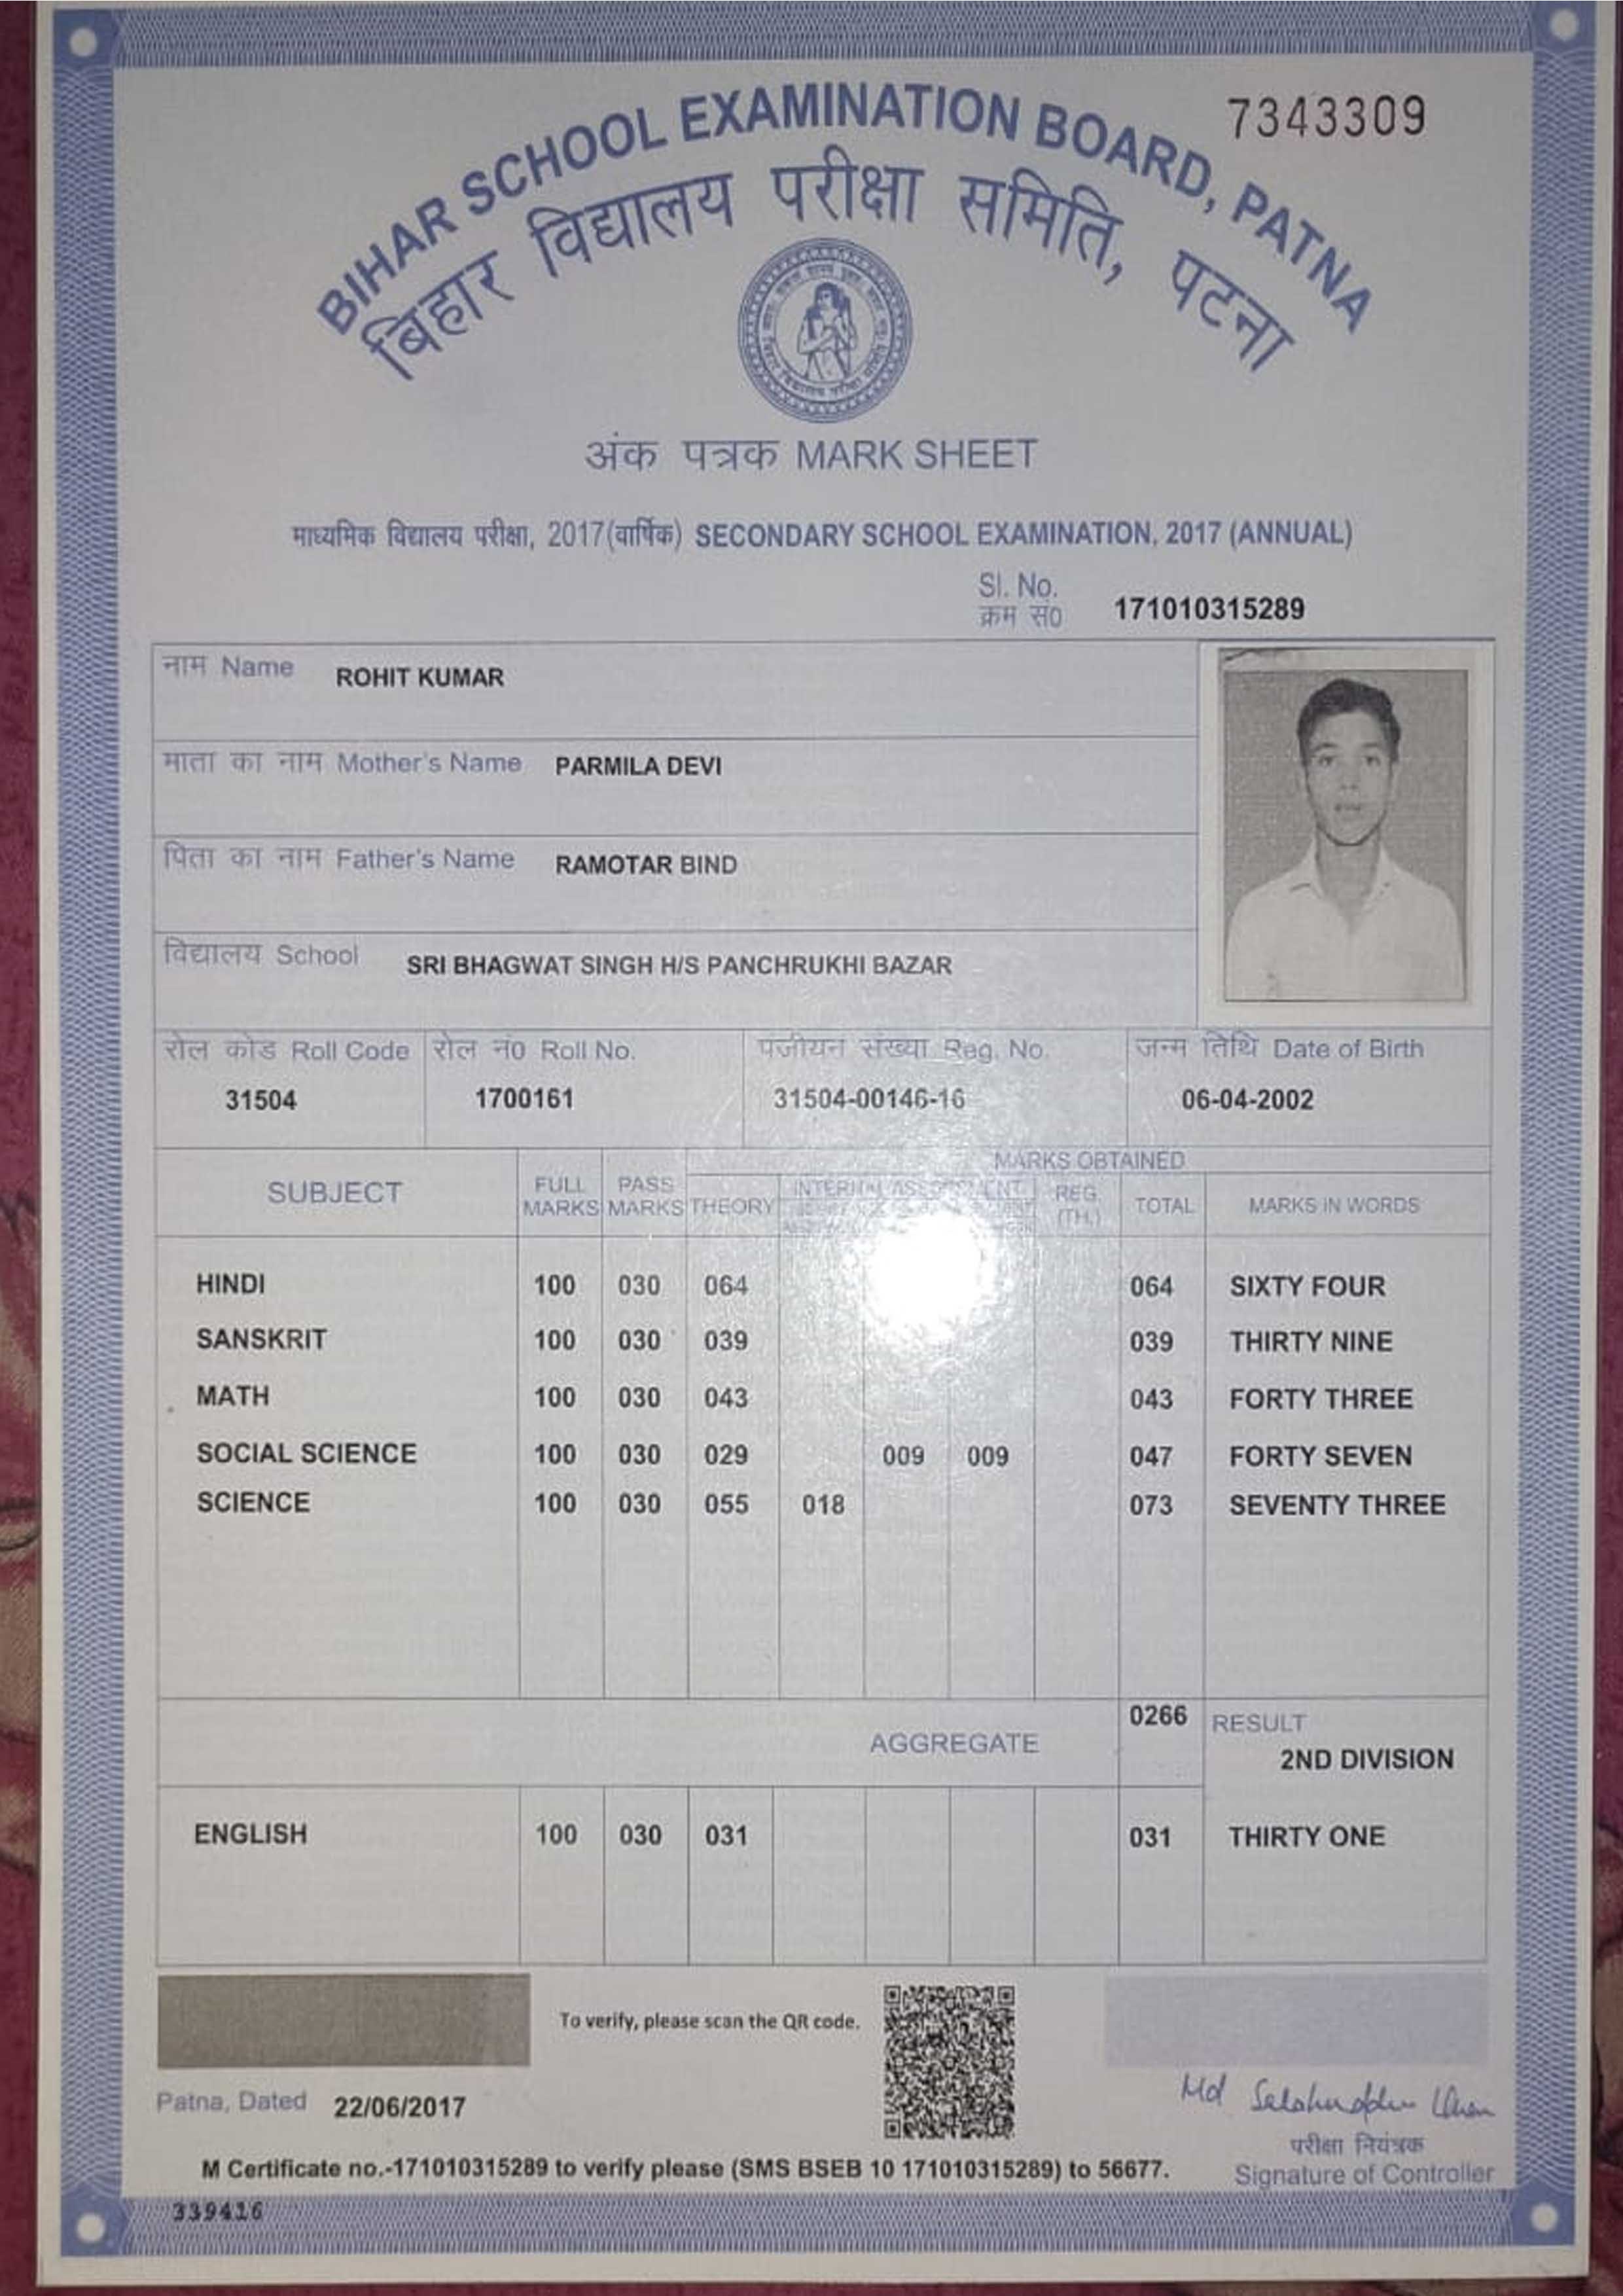 7343309
BIHAR SCHOOL EXAMINATION BOARD, PATNA
बिहार विद्यालय परीक्षा समिति, पटना
अंक पत्रक MARK SHEET
माध्यमिक विद्यालय परीक्षा, 2017(वार्षिक) SECONDARY SCHOOL EXAMINATION, 2017 (ANNUAL)
Sl. No.
क्रम सं0 171010315289
नाम Name ROHIT KUMAR
माता का नाम Mother's Name PARMILA DEVI
पिता का नाम Father's Name RAMOTAR BIND
विद्यालय School SRI BHAGWAT SINGH H/S PANCHRUKHI BAZAR
रोल कोड Roll Code रोल नं0 Roll No. पंजीयन संख्या Reg. No. जन्म तिथि Date of Birth
31504 1700161 31504-00146-16 06-04-2002
MARKS OBTAINED
SUBJECT FULL MARKS PASS MARKS THEORY INTERNAL ASSESSMENT REG. (TH.) TOTAL MARKS IN WORDS
HINDI 100 030 064 064 SIXTY FOUR
SANSKRIT 100 030 039 039 THIRTY NINE
MATH 100 030 043 043 FORTY THREE
SOCIAL SCIENCE 100 030 029 009 009 047 FORTY SEVEN
SCIENCE 100 030 055 018 073 SEVENTY THREE
AGGREGATE 0266 RESULT
2ND DIVISION
ENGLISH 100 030 031 031 THIRTY ONE
To verify, please scan the QR code.
Patna, Dated 22/06/2017
Md Salahuddin Khan
परीक्षा नियंत्रक
Signature of Controller
M Certificate no.-171010315289 to verify please (SMS BSEB 10 171010315289) to 56677.
339416